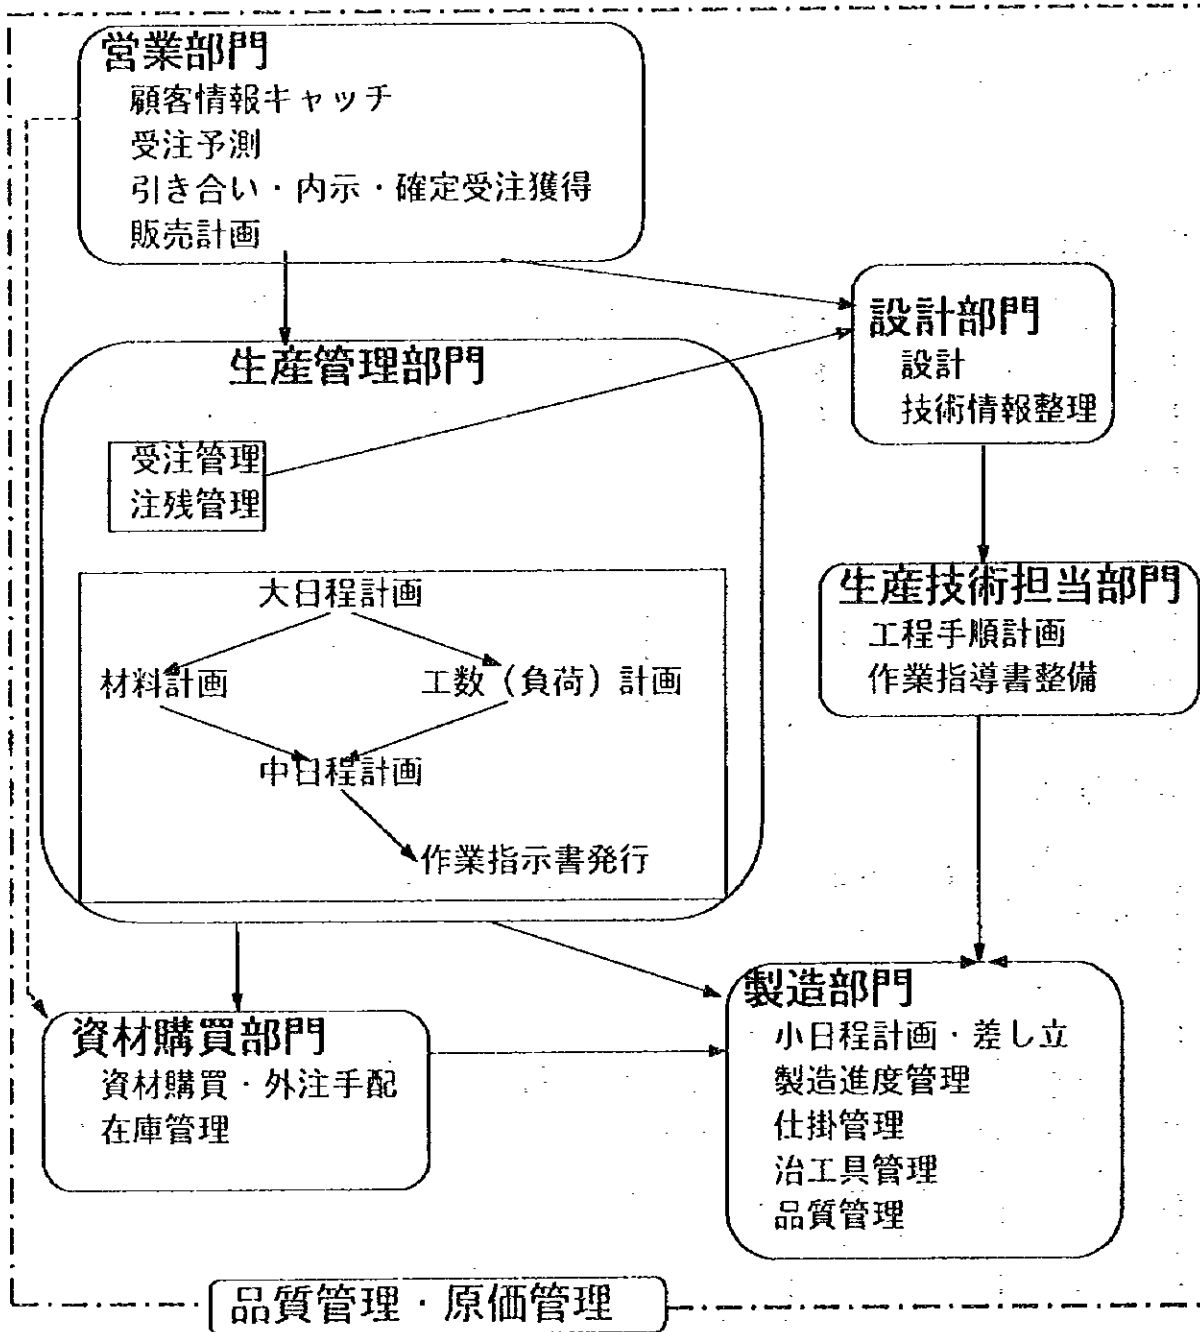 営業部門
顧客情報キャッチ
受注予測
引き合い・内示・確定受注獲得
販売計画
設計部門
設計
技術情報整理
生産管理部門
受注管理
注残管理
大日程計画
材料計画
工数（負荷）計画
中日程計画
作業指示書発行
生産技術担当部門
工程手順計画
作業指導書整備
資材購買部門
資材購買・外注手配
在庫管理
製造部門
小日程計画・差し立
製造進度管理
仕掛管理
治工具管理
品質管理
品質管理・原価管理